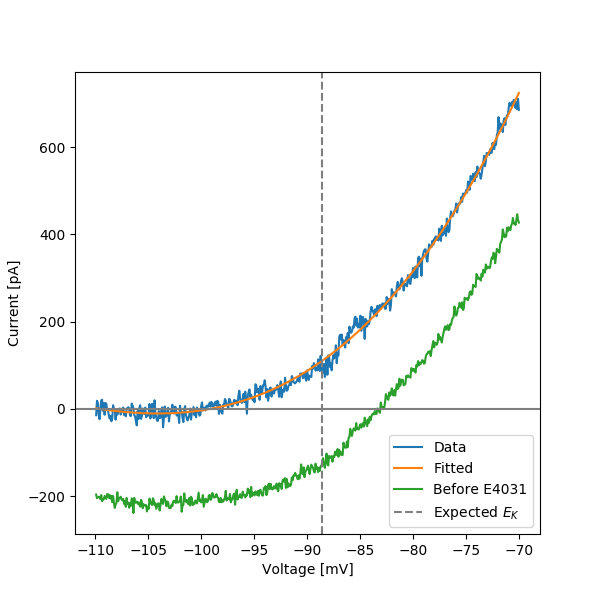 600
400
200
0
−200
−110
−105
−100
−95
−90
−85
−80
−75
−70
Current [pA]
Voltage [mV]
Data
Fitted
Before E4031
Expected E_K